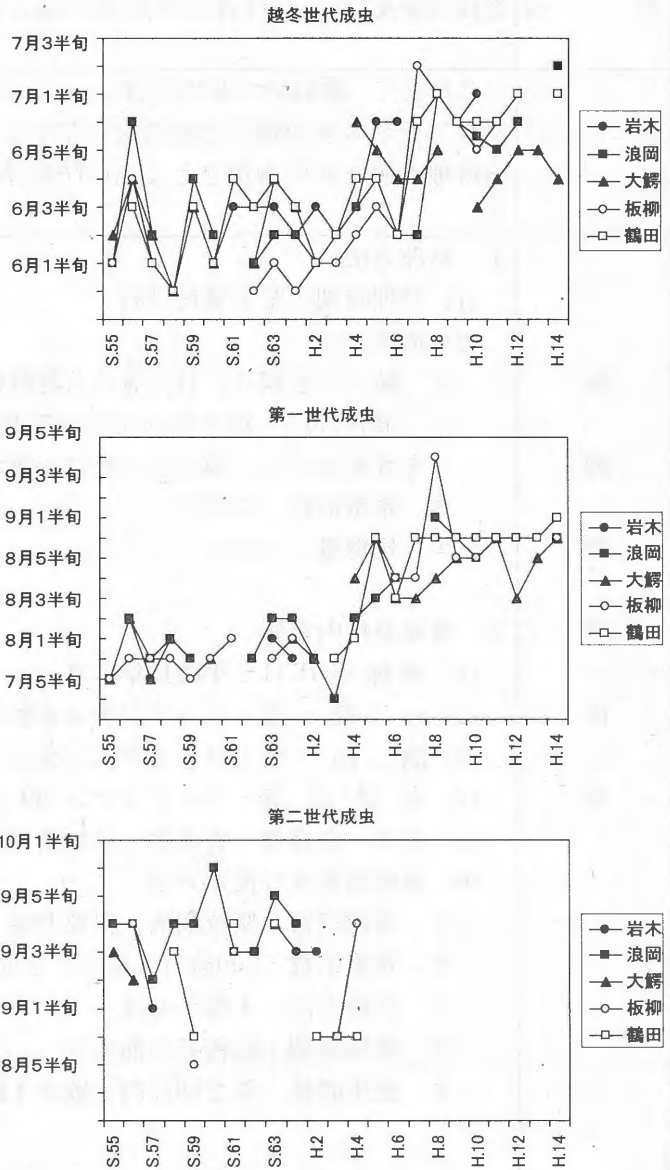 越冬世代成虫
7月3半旬
7月1半旬
6月5半旬
6月3半旬
6月1半旬
S.55
S.57
S.59
S.61
S.63
H.2
H.4
H.6
H.8
H.10
H.12
H.14
岩木
浪岡
大鰐
板柳
鶴田
第一世代成虫
9月5半旬
9月3半旬
9月1半旬
8月5半旬
8月3半旬
8月1半旬
7月5半旬
S.55
S.57
S.59
S.61
S.63
H.2
H.4
H.6
H.8
H.10
H.12
H.14
岩木
浪岡
大鰐
板柳
鶴田
第二世代成虫
10月1半旬
9月5半旬
9月3半旬
9月1半旬
8月5半旬
S.55
S.57
S.59
S.61
S.63
H.2
H.4
H.6
H.8
H.10
H.12
H.14
岩木
浪岡
大鰐
板柳
鶴田